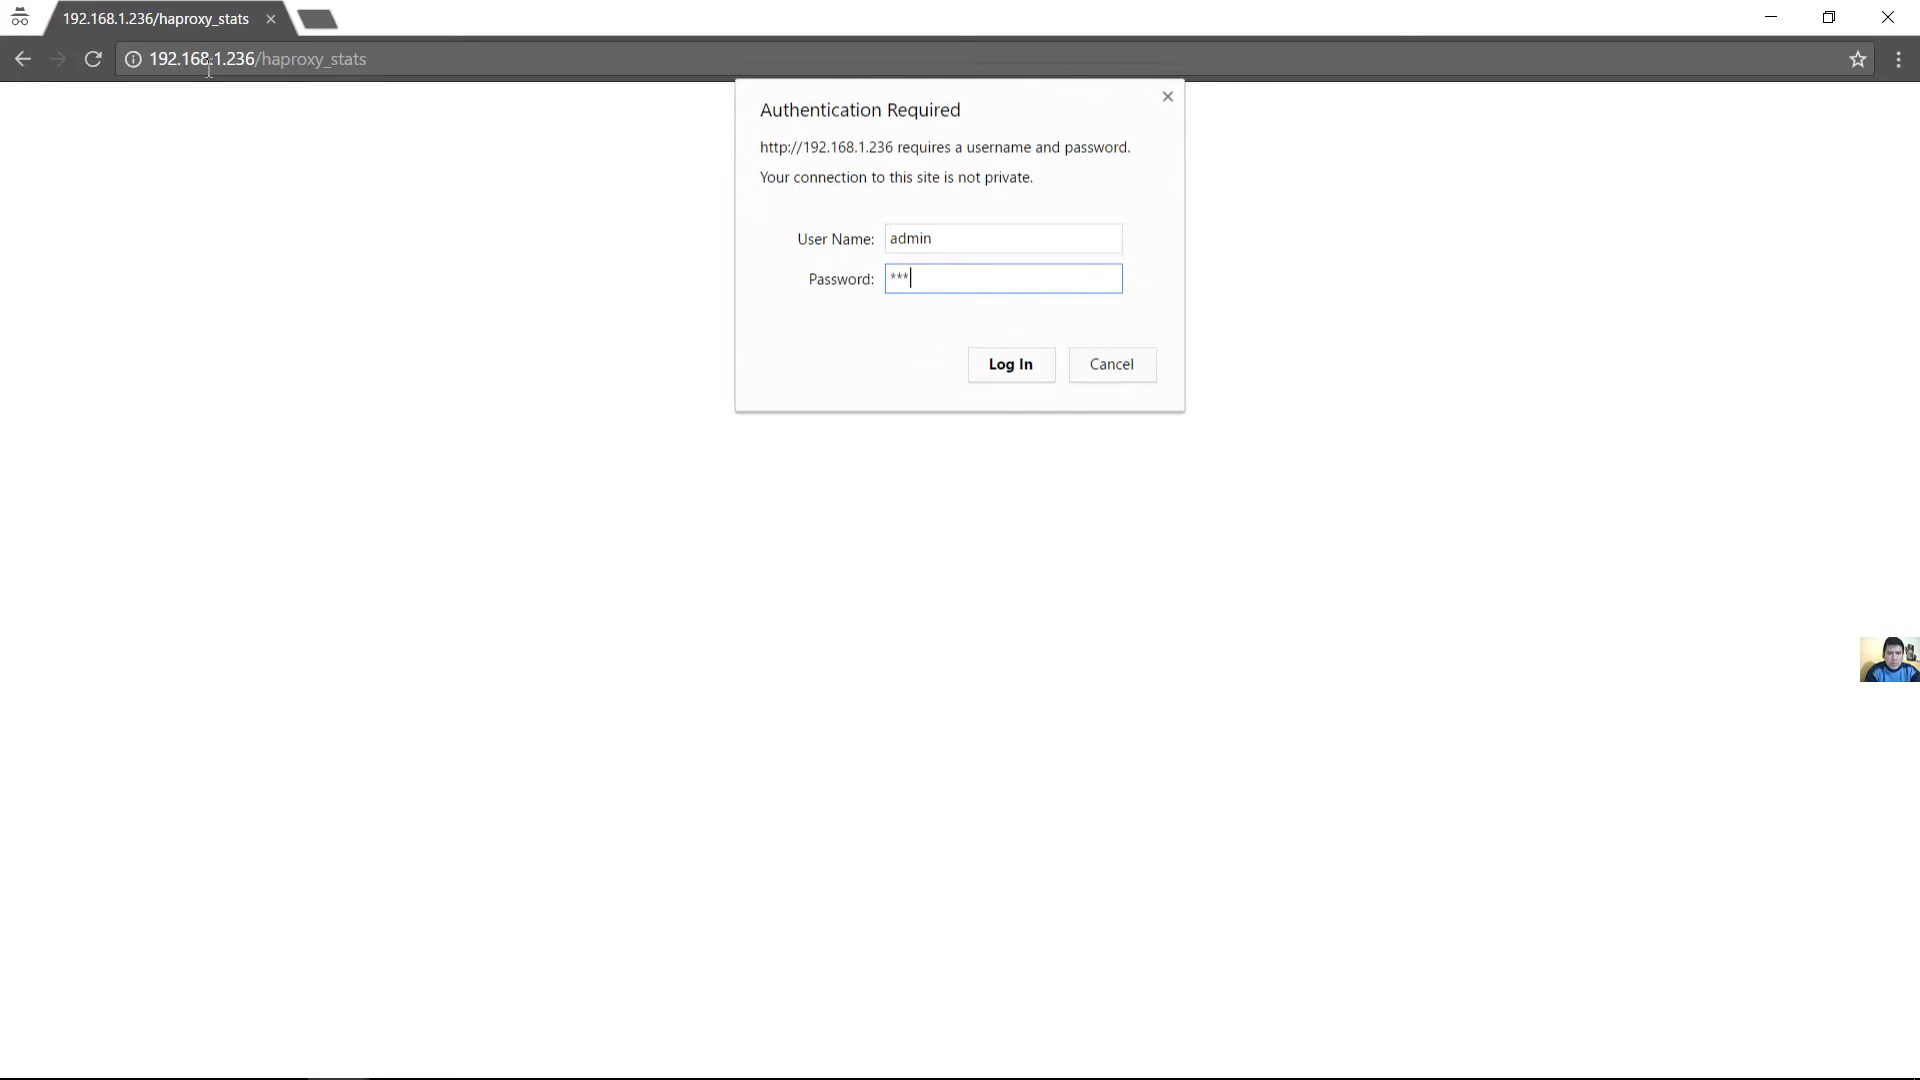 192.168.1.236/haproxy_stats
192.168.1.236/haproxy_stats
Authentication Required
http://192.168.1.236 requires a username and password.
Your connection to this site is not private.
User Name: admin
Password: ***
Log In Cancel